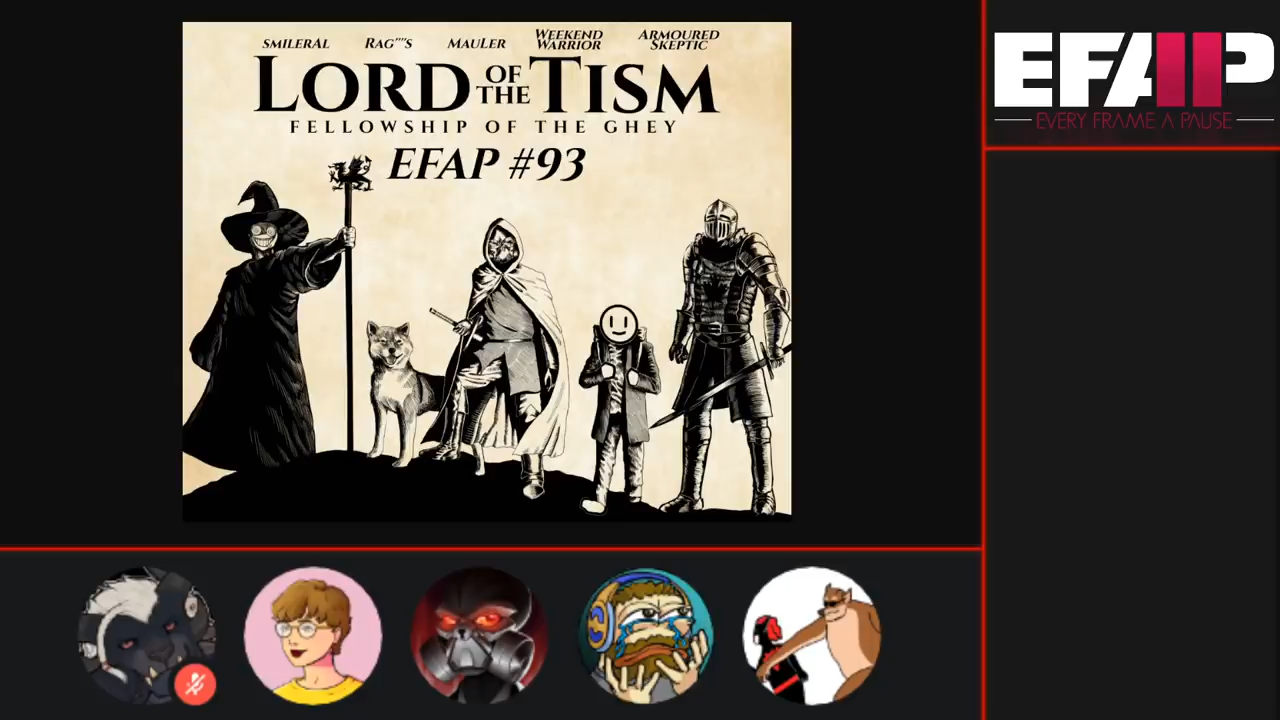 SMILERAL RAG""S MAULER WEEKEND WARRIOR ARMOURED SKEPTIC
LORD OF THE TISM
FELLOWSHIP OF THE GHEY
EFAP #93
EFAP
EVERY FRAME A PAUSE